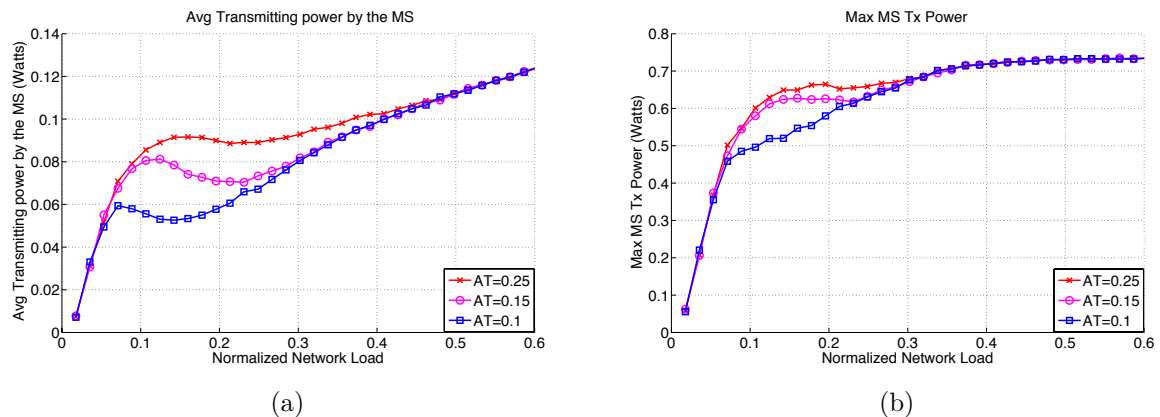 Avg Transmitting power by the MS
Avg Transmitting power by the MS (Watts)
0.14
0.12
0.1
0.08
0.06
0.04
0.02
0
0 0.1 0.2 0.3 0.4 0.5 0.6
Normalized Network Load
AT=0.25
AT=0.15
AT=0.1
(a)
Max MS Tx Power
Max MS Tx Power (Watts)
0.8
0.7
0.6
0.5
0.4
0.3
0.2
0.1
0
0 0.1 0.2 0.3 0.4 0.5 0.6
Normalized Network Load
AT=0.25
AT=0.15
AT=0.1
(b)